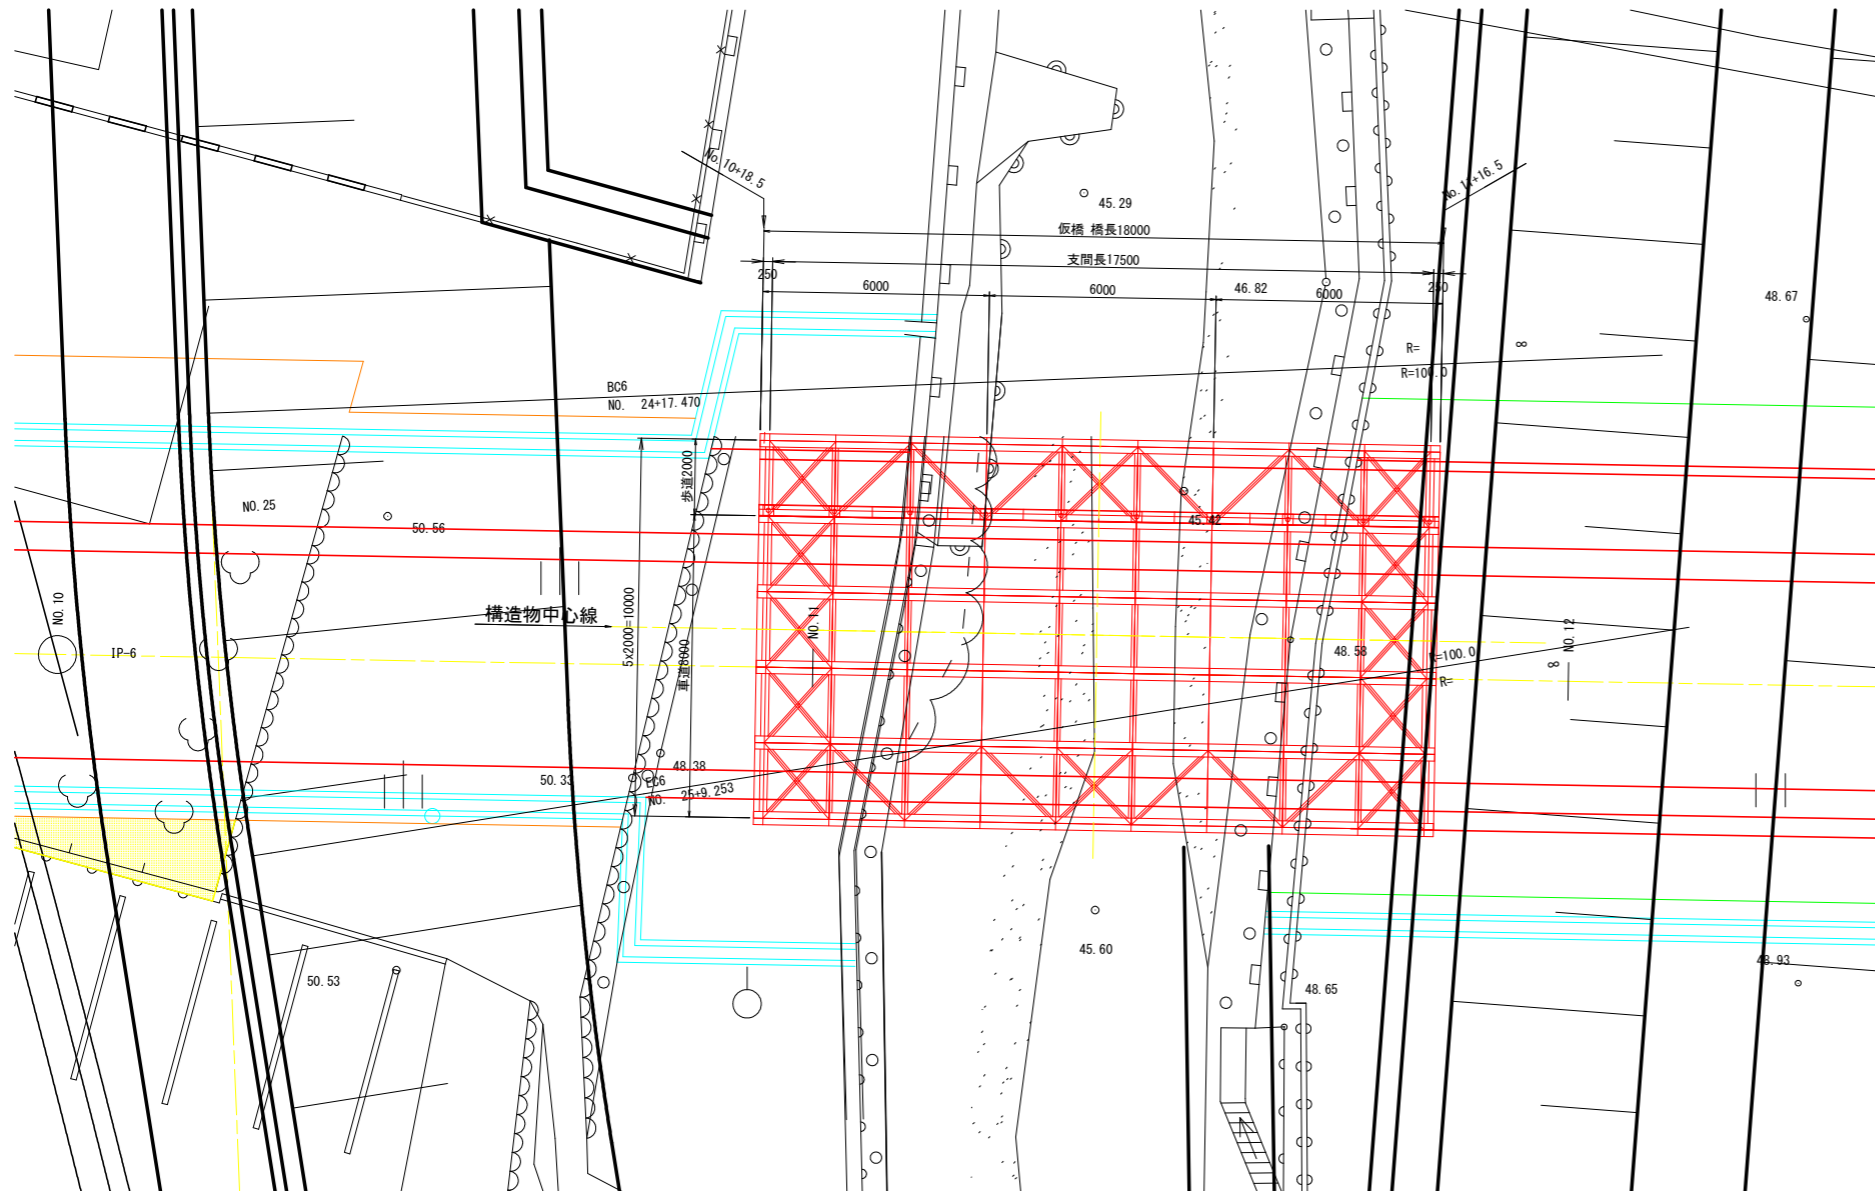 No.10+18.5
No.11+16.5
45.29
仮橋 橋長18000
支間長17500
250
250
6000
6000
6000
46.82
48.67
R=
∞
R=100.0
BC6
NO. 24+17.470
歩道2000
NO.25
50.56
45.42
NO.10
構造物中心線
5x2000=10000
車道8000
NO.11
NO.12
IP-6
48.58
R=100.0
∞
R=
48.38
50.33
EC6
NO. 25+9.253
45.60
50.53
48.65
48.93